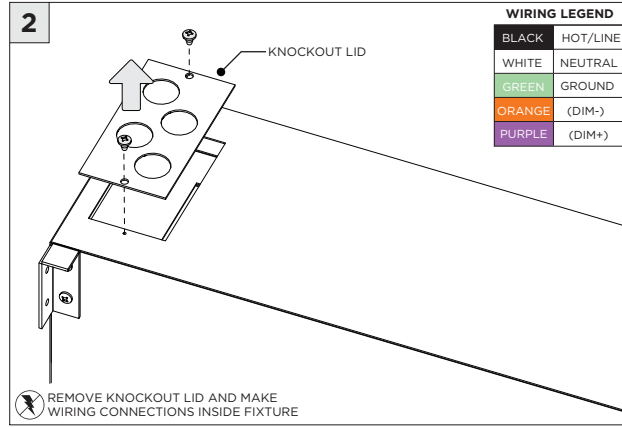 2
KNOCKOUT LID
WIRING LEGEND
BLACK HOT/LINE
WHITE NEUTRAL
GREEN GROUND
ORANGE (DIM-)
PURPLE (DIM+)
REMOVE KNOCKOUT LID AND MAKE
WIRING CONNECTIONS INSIDE FIXTURE